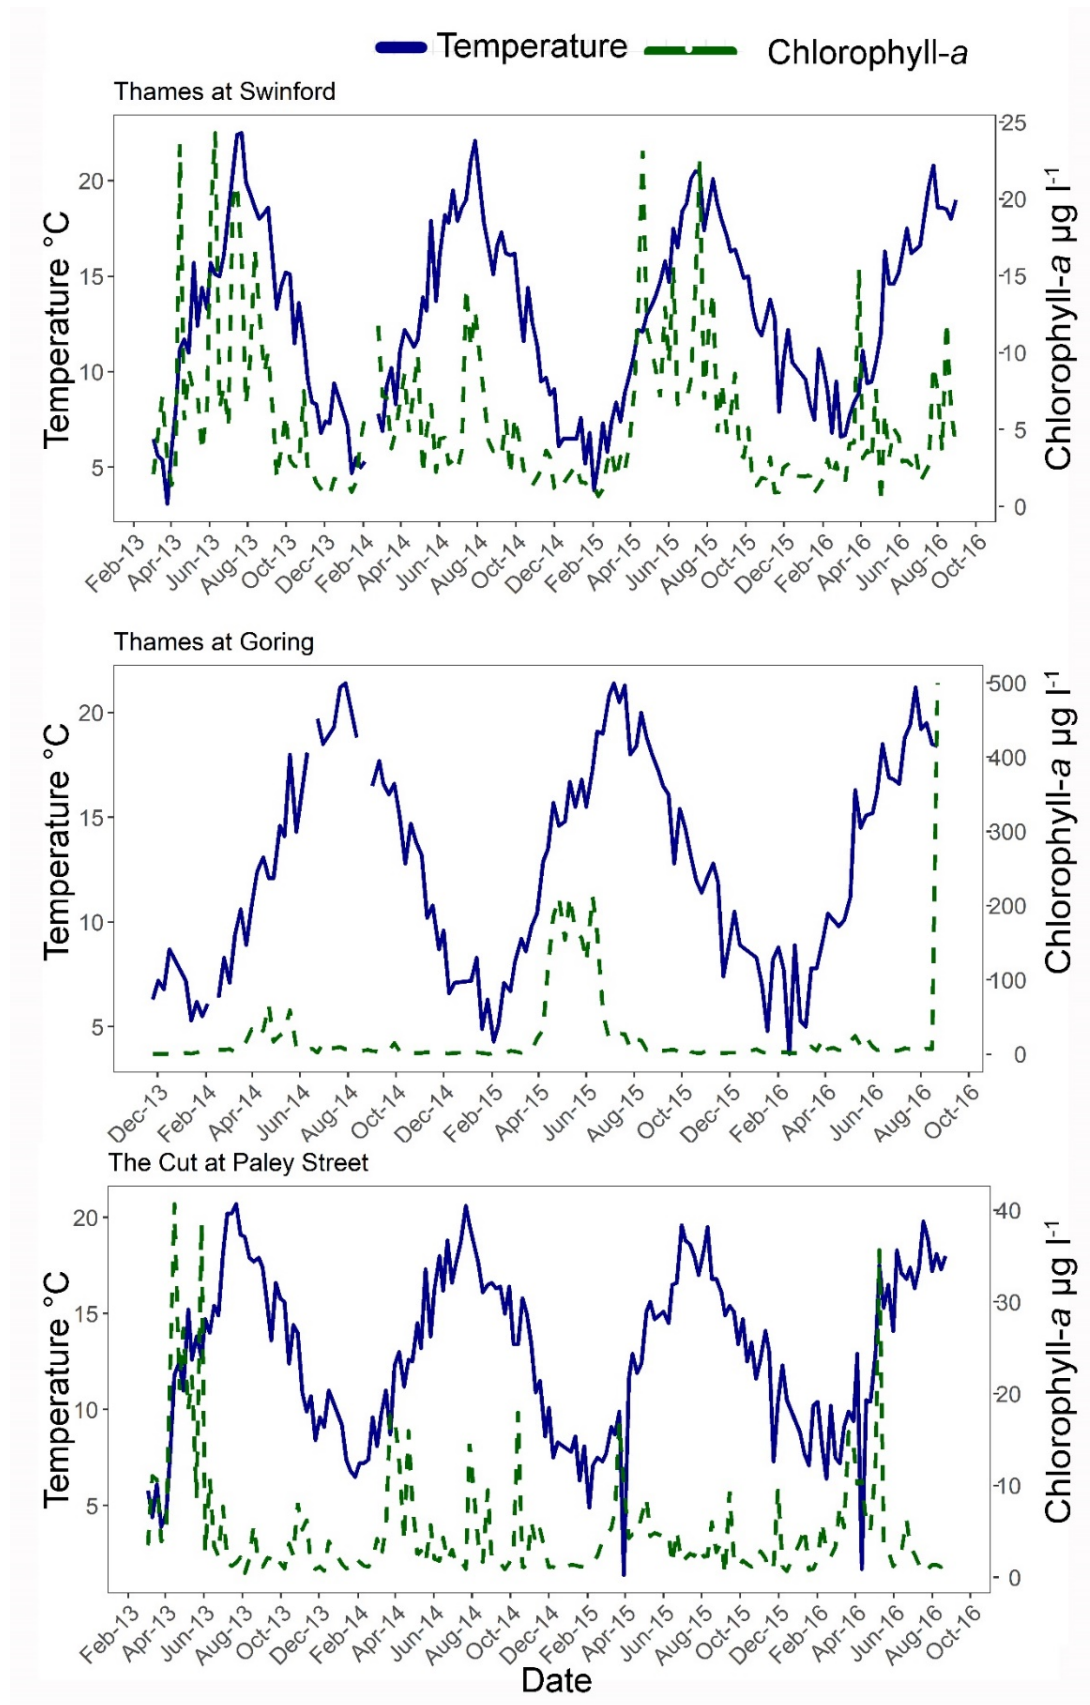 Temperature Chlorophyll-a
Thames at Swinford
Temperature °C
20
15
10
5
25
20
15
10
5
0
Chlorophyll-a µg l-1
Feb-13 Apr-13 Jun-13 Aug-13 Oct-13 Dec-13 Feb-14 Apr-14 Jun-14 Aug-14 Oct-14 Dec-14 Feb-15 Apr-15 Jun-15 Aug-15 Oct-15 Dec-15 Feb-16 Apr-16 Jun-16 Aug-16 Oct-16
Thames at Goring
Temperature °C
20
15
10
5
500
400
300
200
100
0
Chlorophyll-a µg l-1
Dec-13 Feb-14 Apr-14 Jun-14 Aug-14 Oct-14 Dec-14 Feb-15 Apr-15 Jun-15 Aug-15 Oct-15 Dec-15 Feb-16 Apr-16 Jun-16 Aug-16 Oct-16
The Cut at Paley Street
Temperature °C
20
15
10
5
40
30
20
10
0
Chlorophyll-a µg l-1
Feb-13 Apr-13 Jun-13 Aug-13 Oct-13 Dec-13 Feb-14 Apr-14 Jun-14 Aug-14 Oct-14 Dec-14 Feb-15 Apr-15 Jun-15 Aug-15 Oct-15 Dec-15 Feb-16 Apr-16 Jun-16 Aug-16 Oct-16
Date